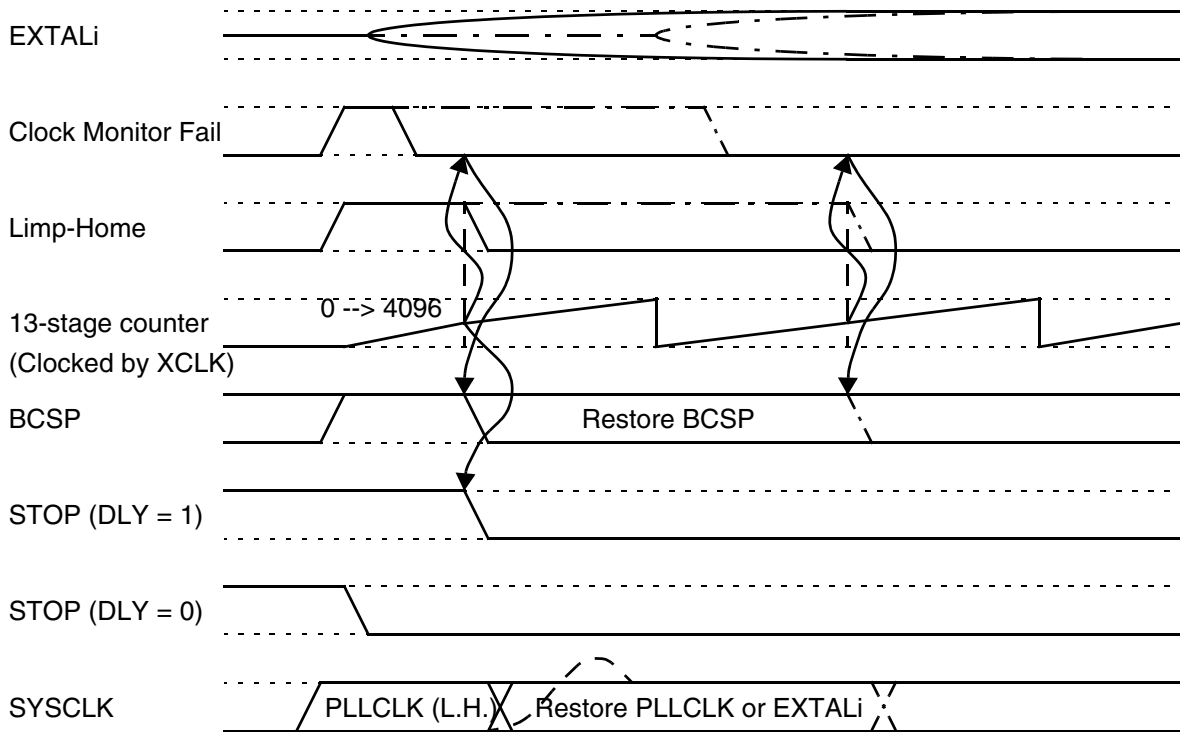 EXTALi
Clock Monitor Fail
Limp-Home
0 --> 4096
13-stage counter
(Clocked by XCLK)
BCSP
Restore BCSP
STOP (DLY = 1)
STOP (DLY = 0)
SYSCLK
PLLCLK (L.H.)
Restore PLLCLK or EXTALi